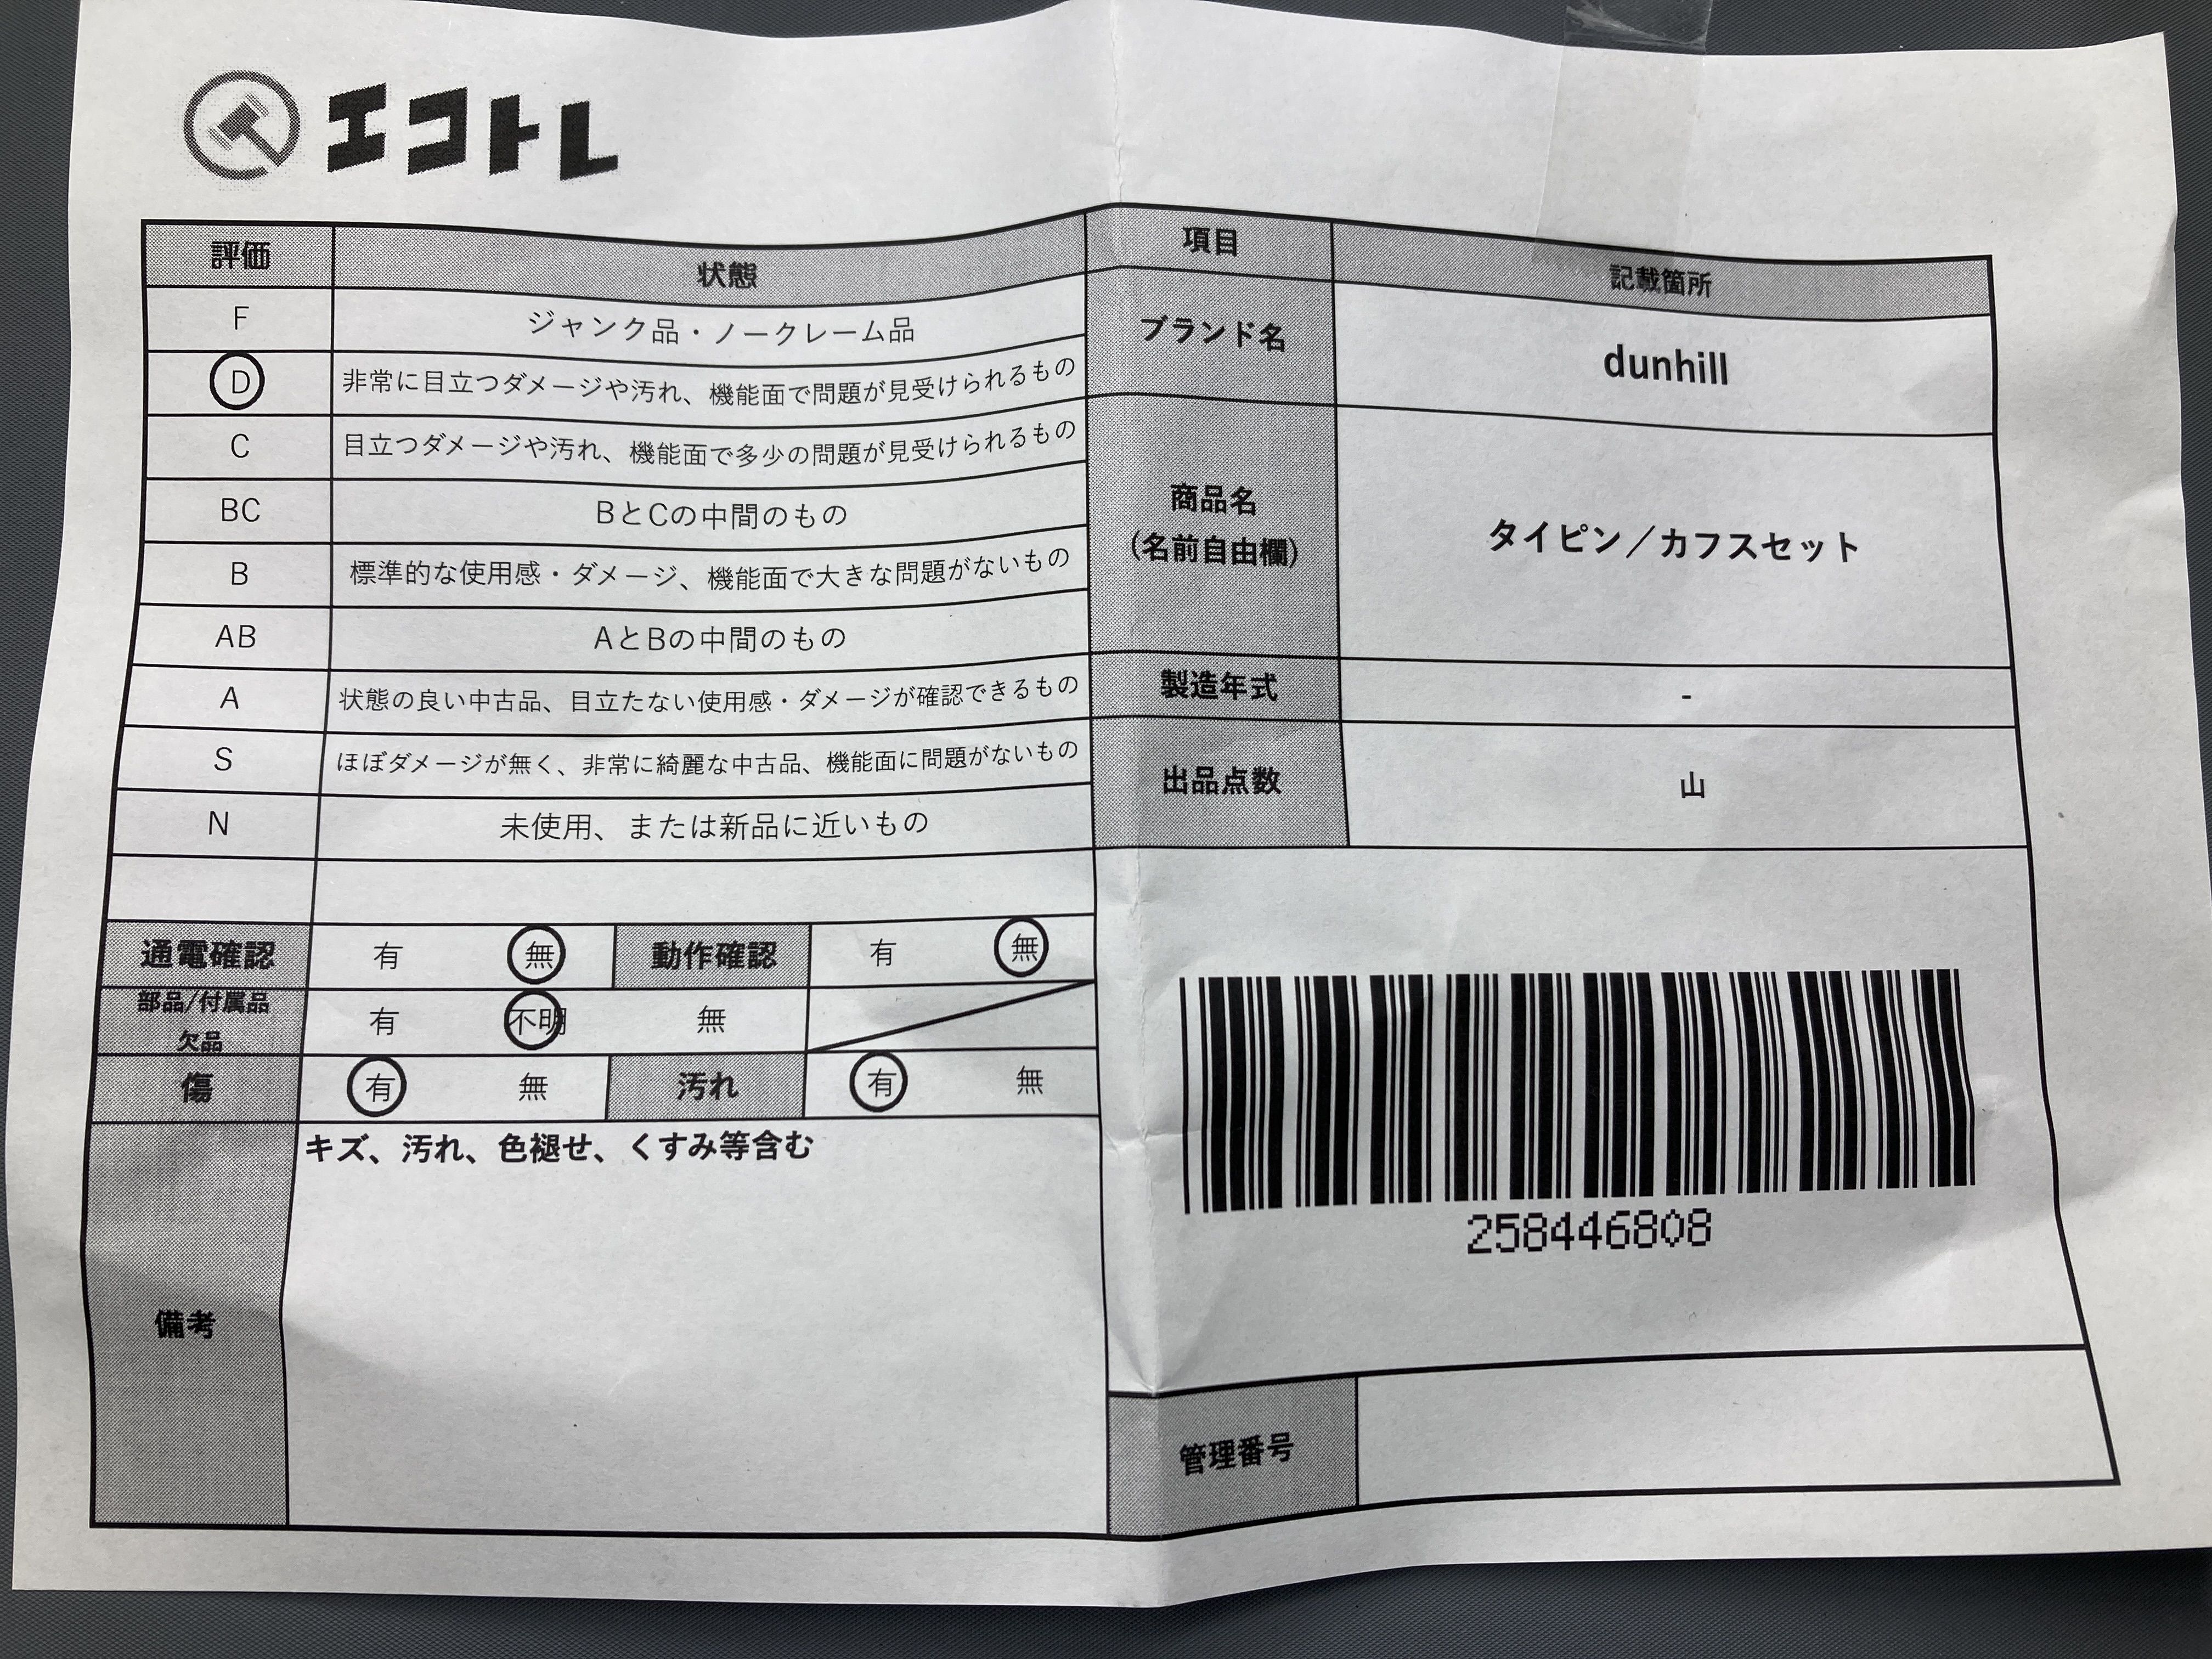 エコトレ
評価 状態
F ジャンク品・ノークレーム品
D 非常に目立つダメージや汚れ、機能面で問題が見受けられるもの
C 目立つダメージや汚れ、機能面で多少の問題が見受けられるもの
BC BとCの中間のもの
B 標準的な使用感・ダメージ、機能面で大きな問題がないもの
AB AとBの中間のもの
A 状態の良い中古品、目立たない使用感・ダメージが確認できるもの
S ほぼダメージが無く、非常に綺麗な中古品、機能面に問題がないもの
N 未使用、または新品に近いもの
通電確認 有 無 動作確認 有 無
部品/付属品
欠品 有 不明 無
傷 有 無 汚れ 有 無
備考 キズ、汚れ、色褪せ、くすみ等含む
項目 記載箇所
ブランド名 dunhill
商品名
(名前自由欄) タイピン／カフスセット
製造年式 -
出品点数 山
258446808
管理番号